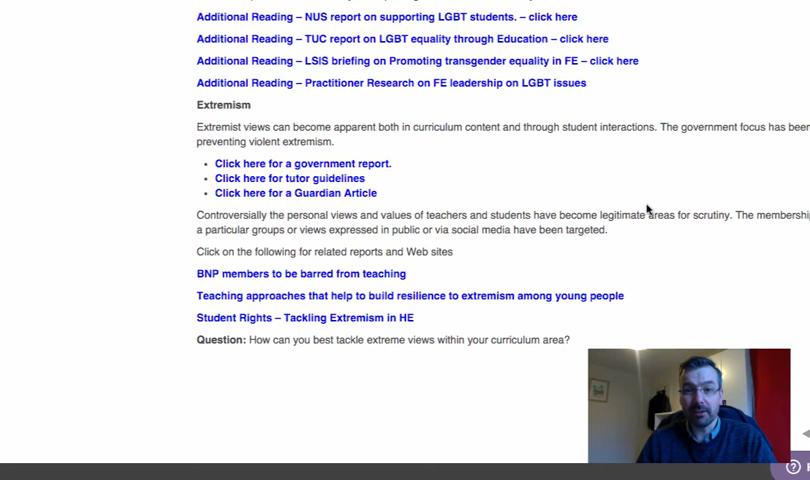 Additional Reading – NUS report on supporting LGBT students. – click here
Additional Reading – TUC report on LGBT equality through Education – click here
Additional Reading – LSIS briefing on Promoting transgender equality in FE – click here
Additional Reading – Practitioner Research on FE leadership on LGBT issues
Extremism
Extremist views can become apparent both in curriculum content and through student interactions. The government focus has been
preventing violent extremism.
• Click here for a government report.
• Click here for tutor guidelines
• Click here for a Guardian Article
Controversially the personal views and values of teachers and students have become legitimate areas for scrutiny. The
a particular groups or views expressed in public or via social media have been targeted.
Click on the following for related reports and Web sites
BNP members to be barred from teaching
Teaching approaches that help to build resilience to extremism among young people
Student Rights – Tackling Extremism in HE
Question: How can you best tackle extreme views within your curriculum area?